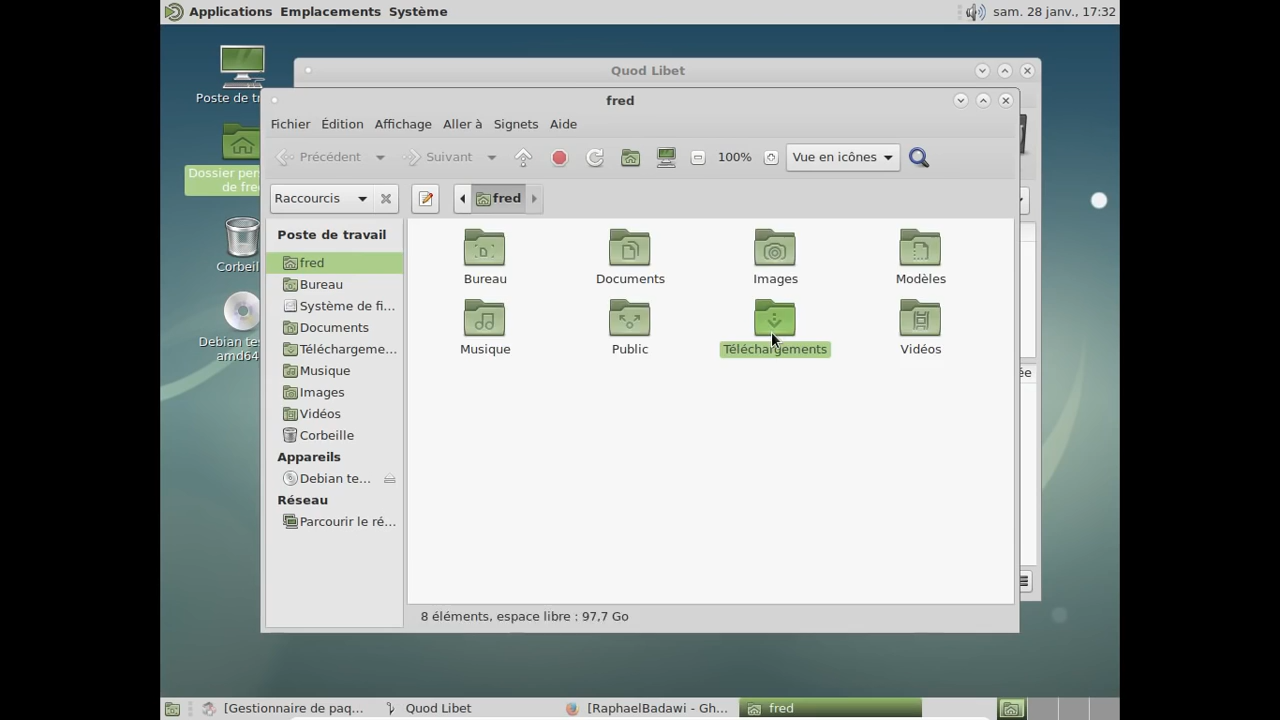 Applications Emplacements Système
sam. 28 janv., 17:32
Quod Libet
fred
Fichier Édition Affichage Aller à Signets Aide
Précédent Suivant 100% Vue en icônes
Raccourcis fred
Poste de travail
fred
Bureau
Système de fi...
Documents
Téléchargeme...
Musique
Images
Vidéos
Corbeille
Appareils
Debian te...
Réseau
Parcourir le ré...
Bureau Documents Images Modèles
Musique Public Téléchargements Vidéos
8 éléments, espace libre : 97,7 Go
Poste de
Dossier
de
Corbeil
Debian
amd64
ée
[Gestionnaire de paq... Quod Libet [RaphaelBadawi - Gh... fred